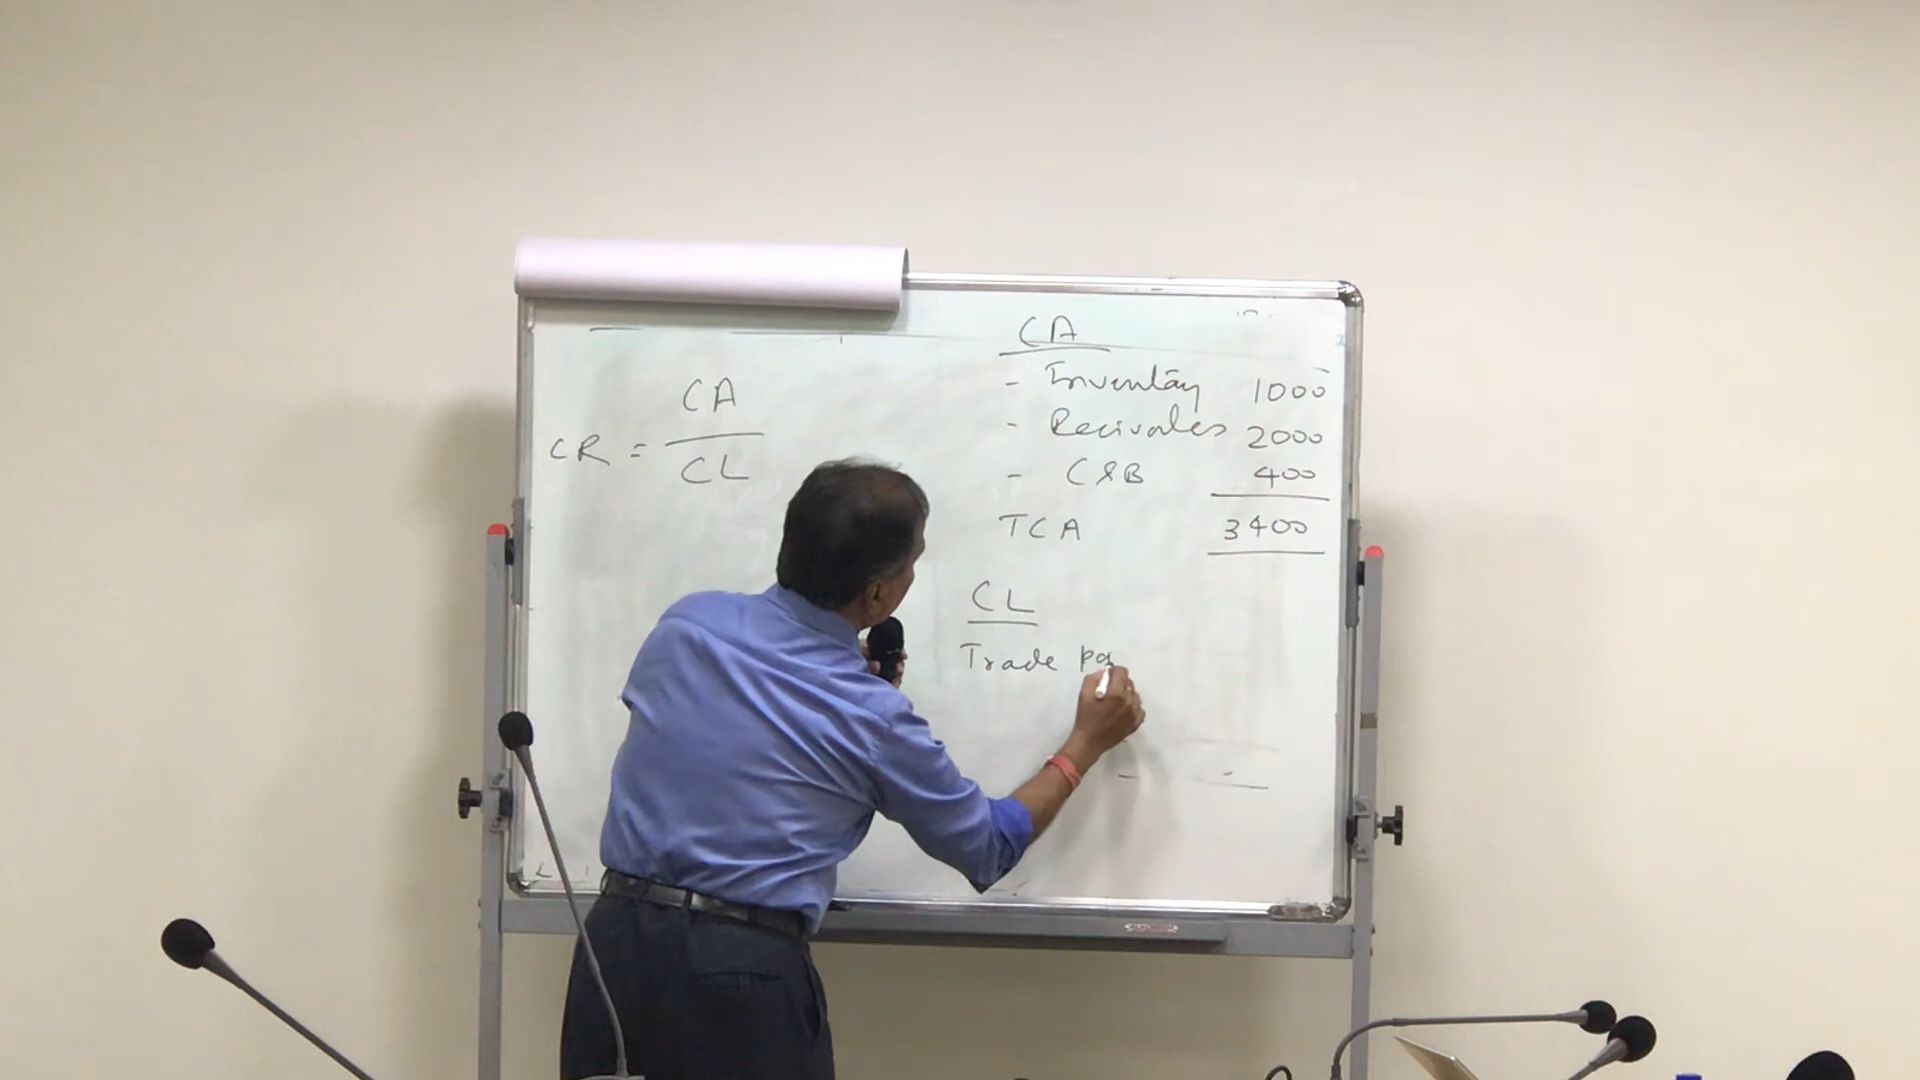 CA
CR =
CL
CA
- Inventory 1000
- Recivales 2000
- C&B 400
TCA 3400
CL
Trade pa